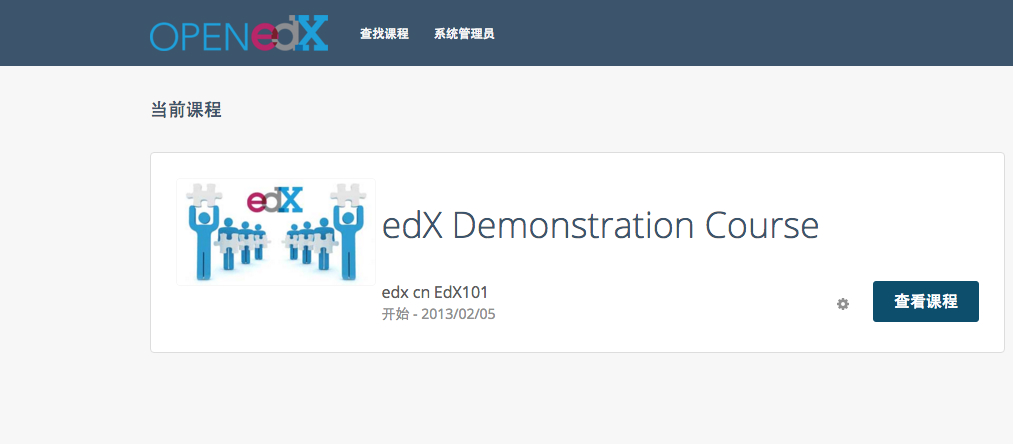 OPENedX
查找课程
系统管理员
当前课程
edX
edX Demonstration Course
edx cn EdX101
开始 - 2013/02/05
查看课程